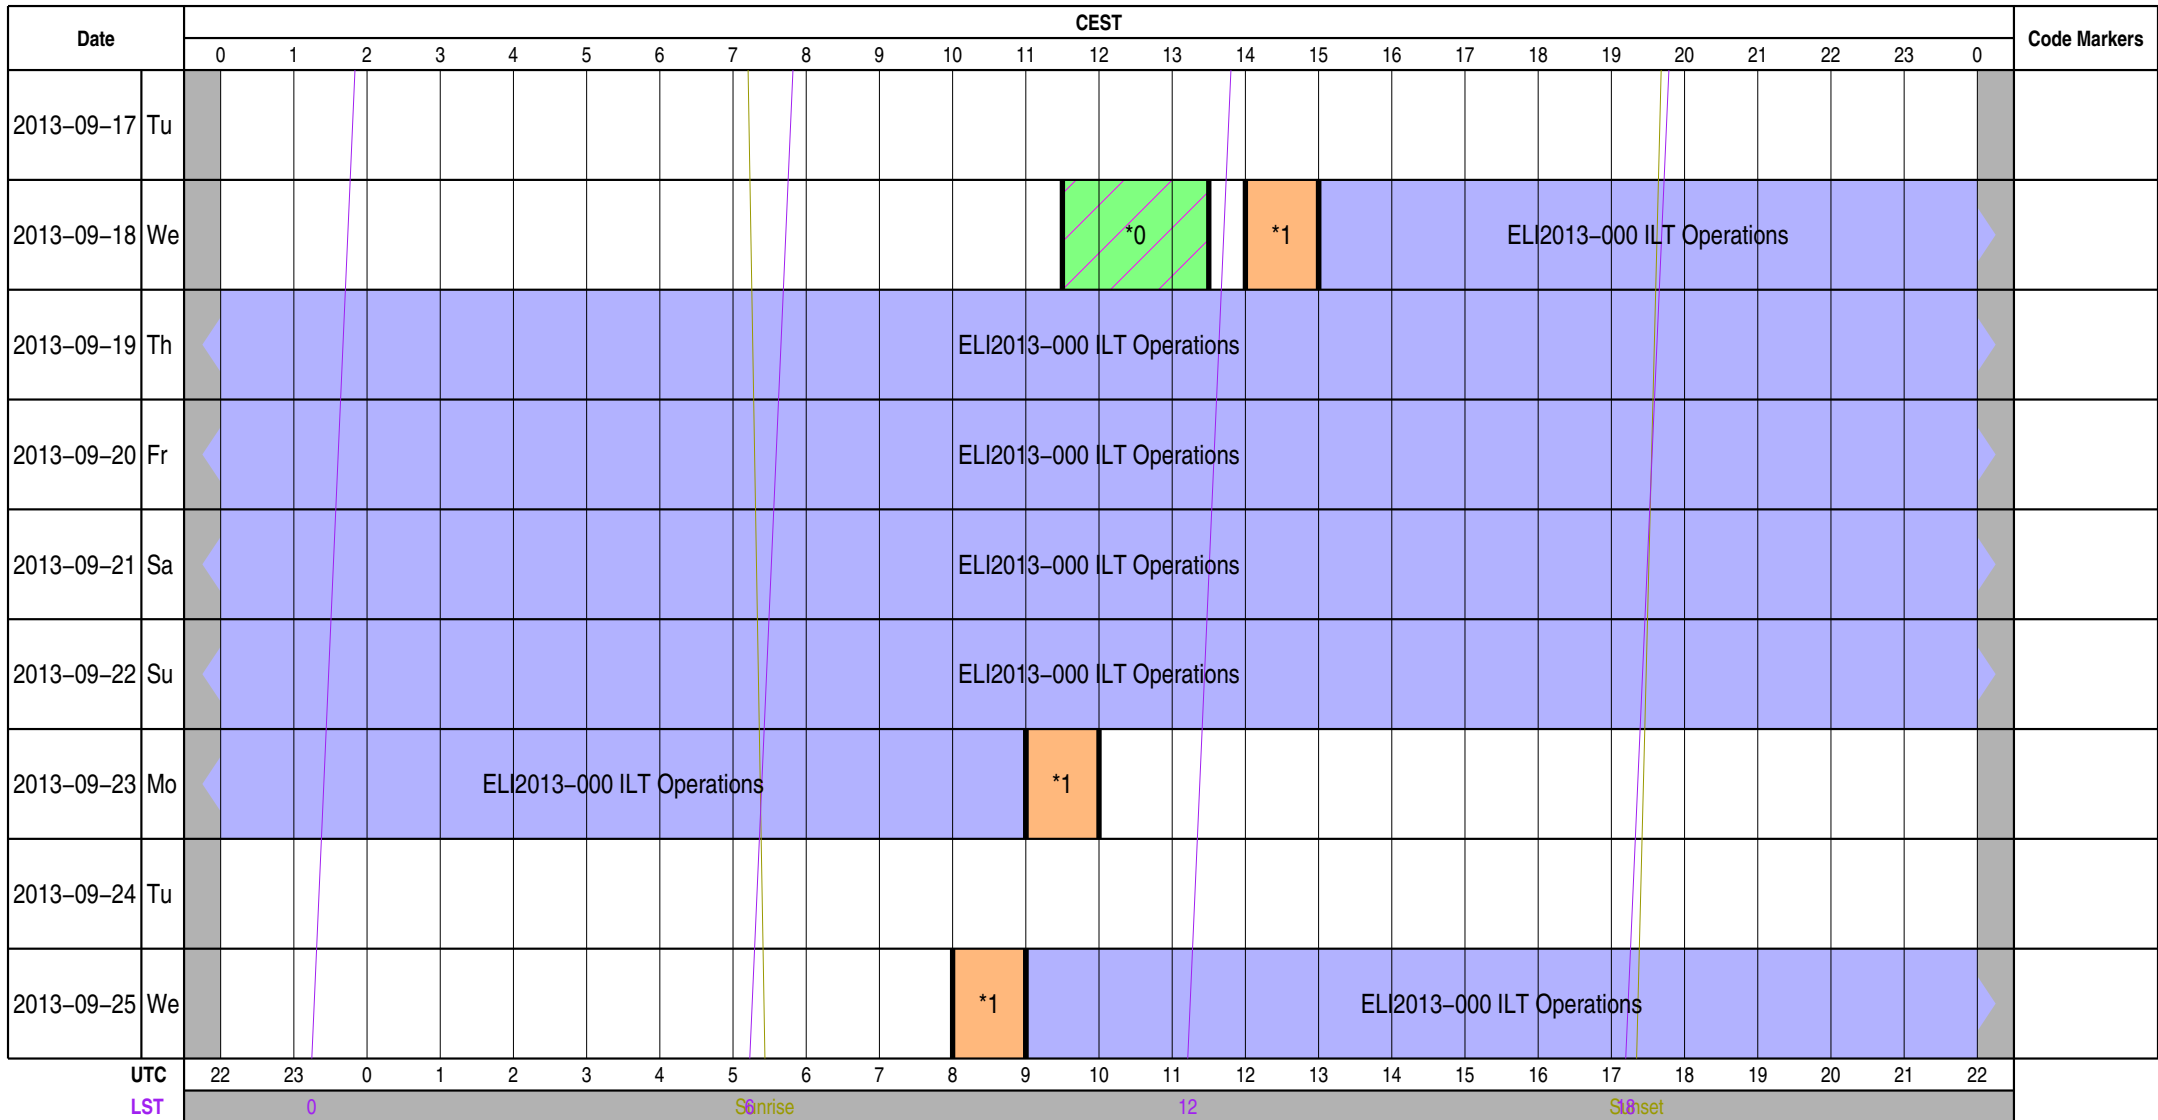 Date CEST Code Markers
0 1 2 3 4 5 6 7 8 9 10 11 12 13 14 15 16 17 18 19 20 21 22 23 0
2013−09−17 Tu
2013−09−18 We *0 *1 ELI2013−000 ILT Operations
2013−09−19 Th ELI2013−000 ILT Operations
2013−09−20 Fr ELI2013−000 ILT Operations
2013−09−21 Sa ELI2013−000 ILT Operations
2013−09−22 Su ELI2013−000 ILT Operations
2013−09−23 Mo ELI2013−000 ILT Operations *1
2013−09−24 Tu
2013−09−25 We *1 ELI2013−000 ILT Operations
UTC 22 23 0 1 2 3 4 5 6 7 8 9 10 11 12 13 14 15 16 17 18 19 20 21 22
LST 0 6 Sunrise 12 18 Sunset